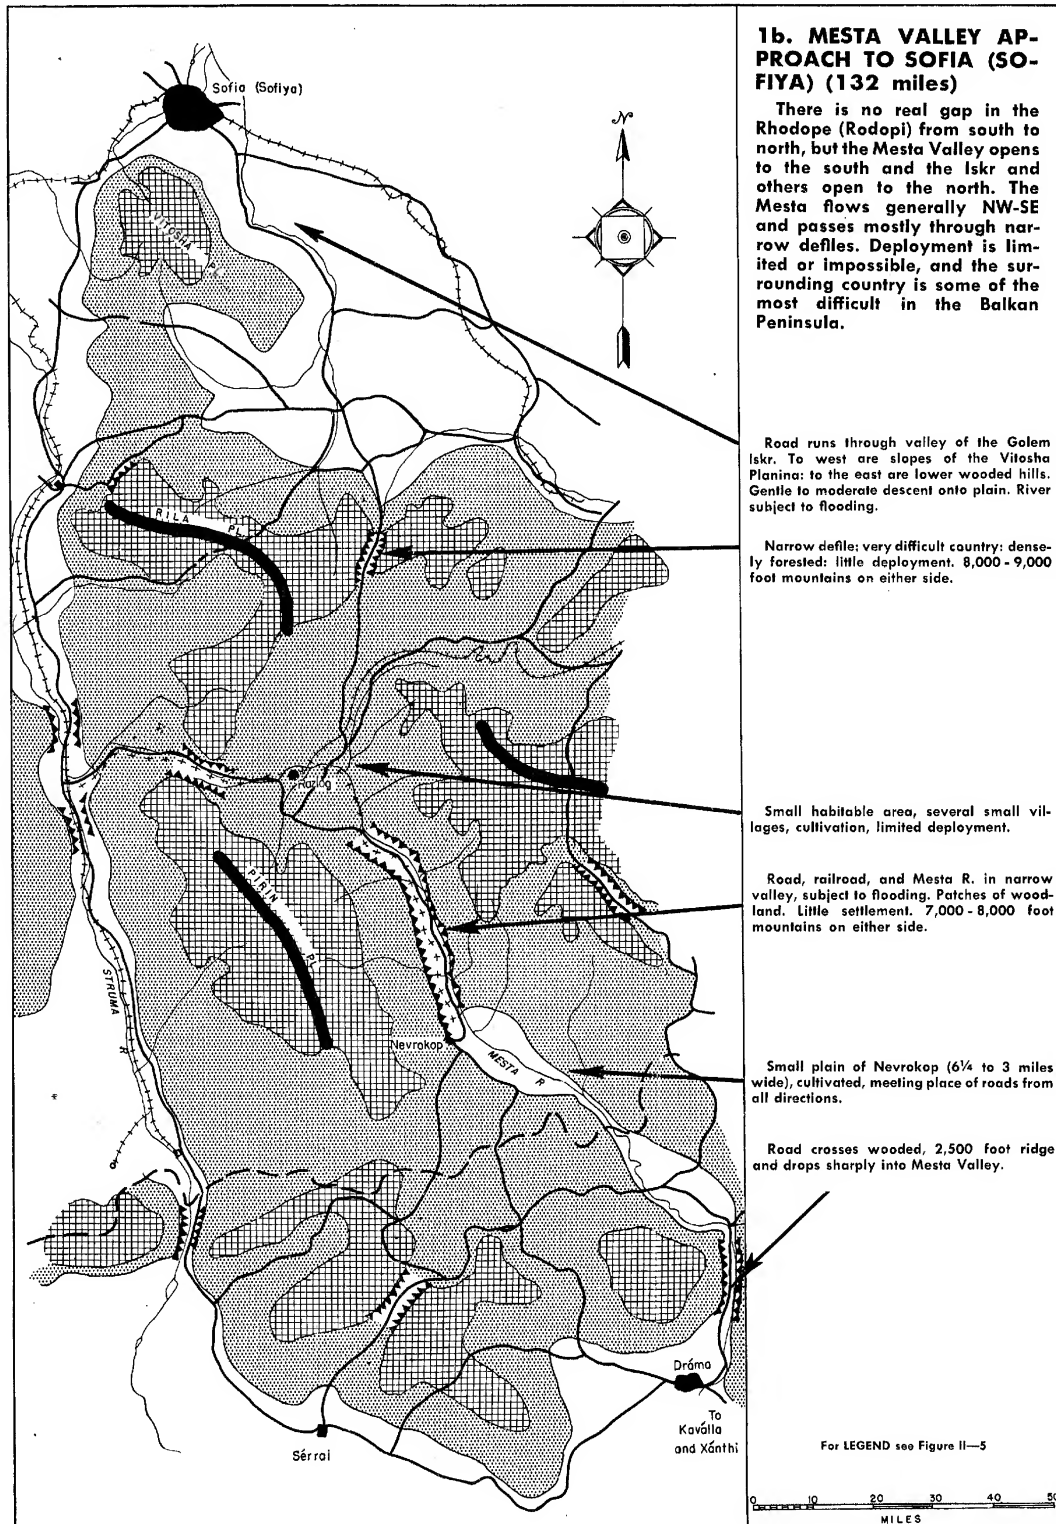 1b. MESTA VALLEY AP-
PROACH TO SOFIA (SO-
FIYA) (132 miles)
There is no real gap in the
Rhodope (Rodopi) from south to
north, but the Mesta Valley opens
to the south and the Iskr and
others open to the north. The
Mesta flows generally NW-SE
and passes mostly through nar-
row defiles. Deployment is lim-
ited or impossible, and the sur-
rounding country is some of the
most difficult in the Balkan
Peninsula.
Road runs through valley of the Golem
Iskr. To west are slopes of the Vitosha
Planina: to the east are lower wooded hills.
Gentle to moderate descent onto plain. River
subject to flooding.
Narrow defile; very difficult country: dense-
ly forested: little deployment. 8,000 - 9,000
foot mountains on either side.
Small habitable area, several small vil-
lages, cultivation, limited deployment.
Road, railroad, and Mesta R. in narrow
valley, subject to flooding. Patches of wood-
land. Little settlement. 7,000 - 8,000 foot
mountains on either side.
Small plain of Nevrokop (6¼ to 3 miles
wide), cultivated, meeting place of roads from
all directions.
Road crosses wooded, 2,500 foot ridge
and drops sharply into Mesta Valley.
For LEGEND see Figure II—5
0 10 20 30 40 50
MILES
Sofia (Sofiya)
N
VITOSHA PL
RILA PL
Razlog
PIRIN PL
STRUMA R
Nevrokop
MESTA R
Dráma
To
Kaválla
and Xánthi
Sérrai